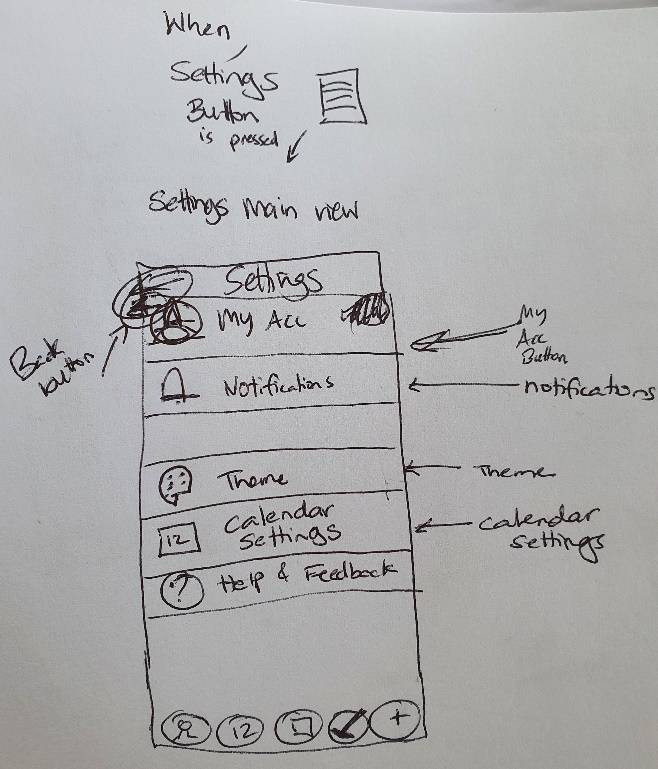 When
Settings
Button
is pressed
Settings main view
Settings
My Acc
Notifications
Theme
12
Calendar
Settings
Help & Feedback
?
12
+
Back
button
My
Acc
Button
notifications
Theme
calendar
settings